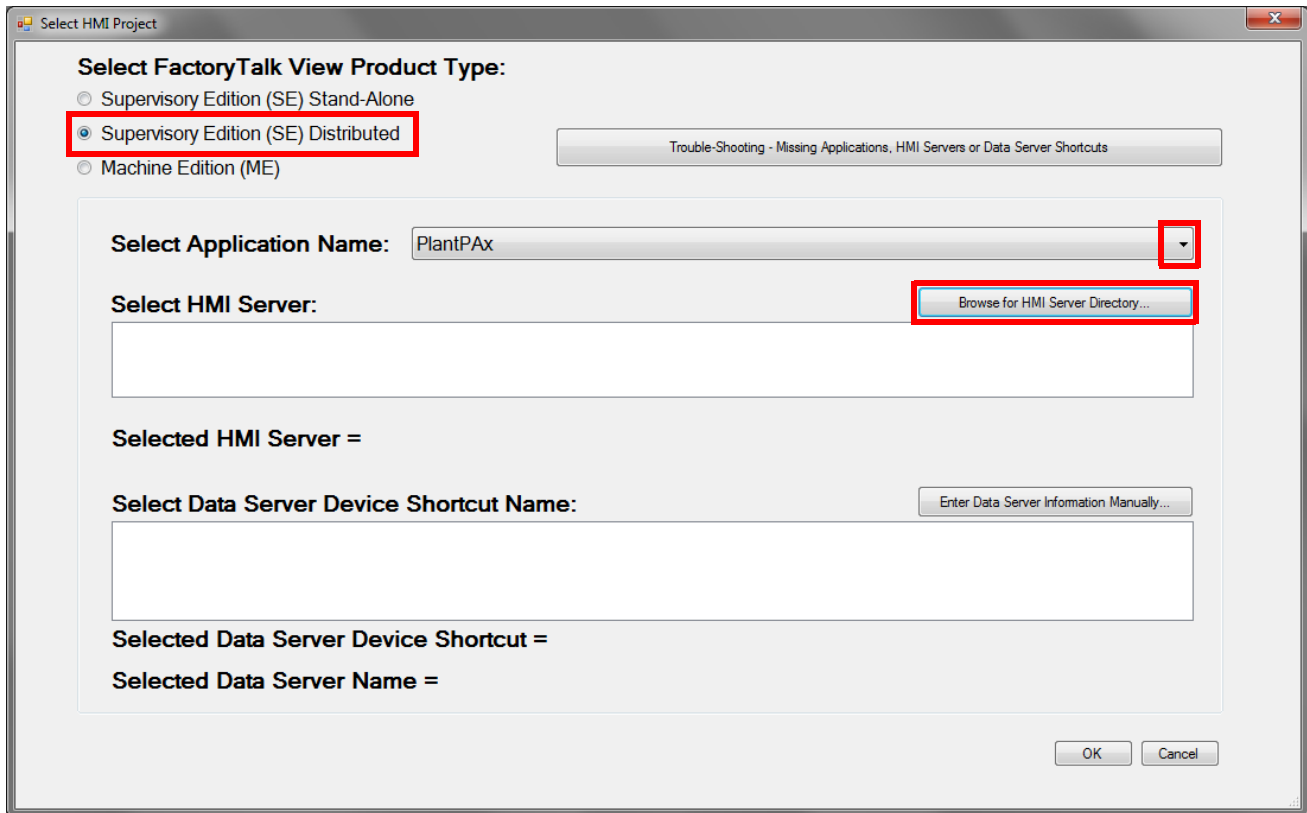 Select HMI Project
Select FactoryTalk View Product Type:
Supervisory Edition (SE) Stand-Alone
Supervisory Edition (SE) Distributed
Trouble-Shooting - Missing Applications, HMI Servers or Data Server Shortcuts
Machine Edition (ME)
Select Application Name: PlantPAx
Select HMI Server: Browse for HMI Server Directory...
Selected HMI Server =
Select Data Server Device Shortcut Name: Enter Data Server Information Manually...
Selected Data Server Device Shortcut =
Selected Data Server Name =
OK Cancel